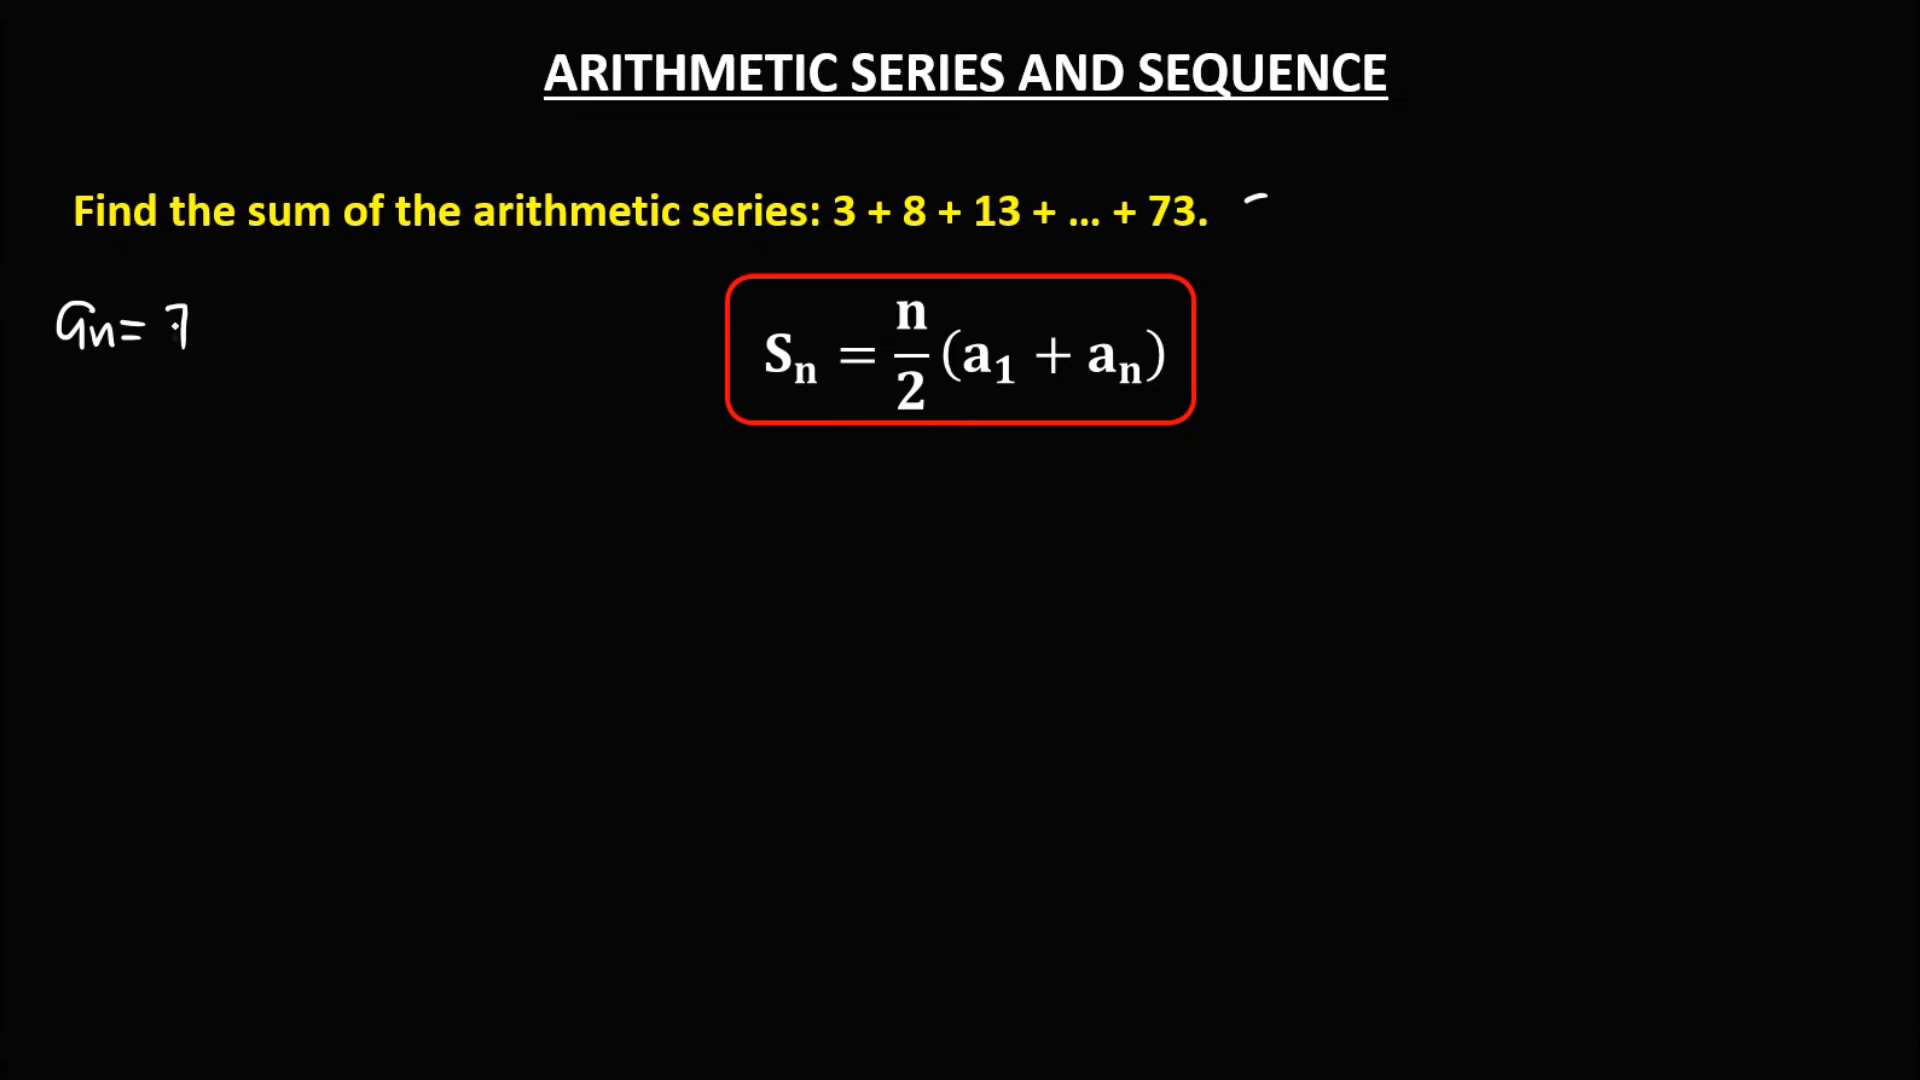 ARITHMETIC SERIES AND SEQUENCE
Find the sum of the arithmetic series: 3 + 8 + 13 + ... + 73.
an= 7
Sₙ = n/2 (a₁ + aₙ)